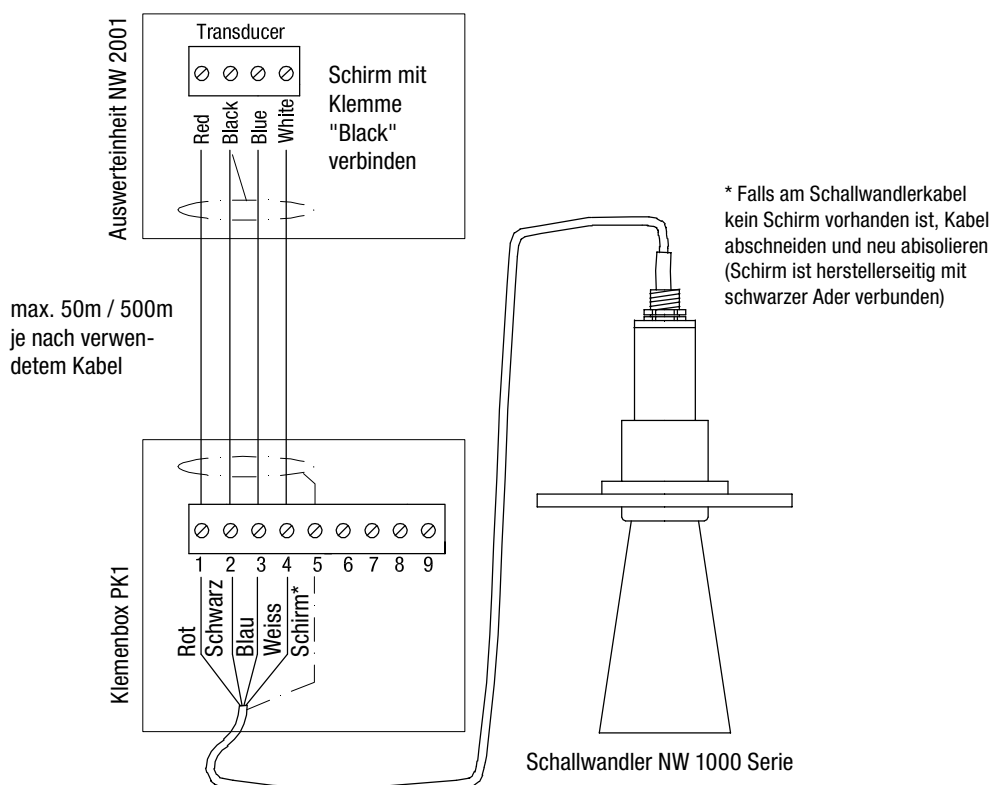 Auswerteinheit NW 2001
Transducer
Red
Black
Blue
White
Schirm mit
Klemme
"Black"
verbinden
* Falls am Schallwandlerkabel
kein Schirm vorhanden ist, Kabel
abschneiden und neu abisolieren
(Schirm ist herstellerseitig mit
schwarzer Ader verbunden)
max. 50m / 500m
je nach verwen-
detem Kabel
Klemenbox PK1
1 2 3 4 5 6 7 8 9
Rot
Schwarz
Blau
Weiss
Schirm*
Schallwandler NW 1000 Serie